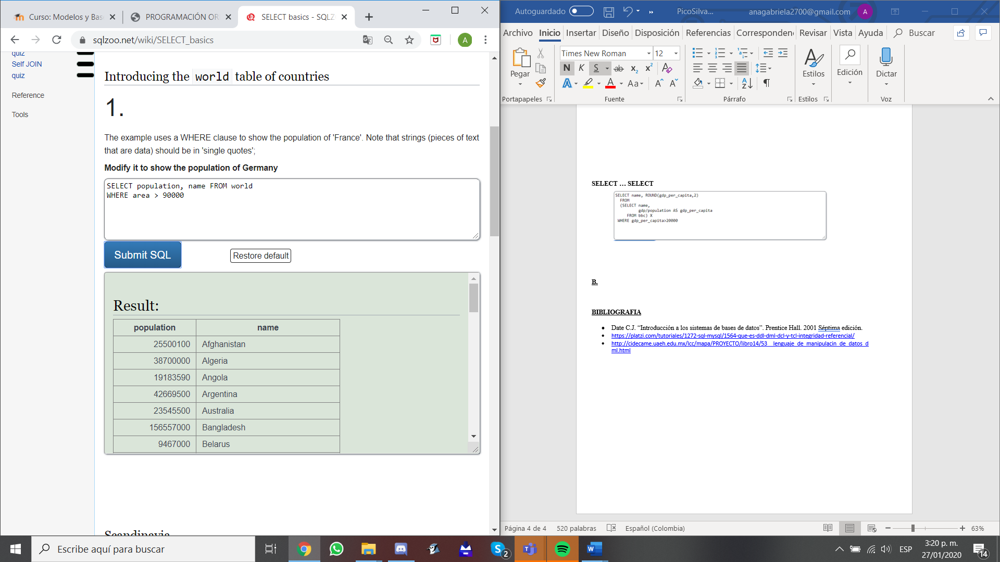 Curso: Modelos y Bas
PROGRAMACIÓN OR
SELECT basics - SQLZ
sqlzoo.net/wiki/SELECT_basics
A
quiz
Self JOIN
quiz
Reference
Tools
Introducing the world table of countries
1.
The example uses a WHERE clause to show the population of 'France'. Note that strings (pieces of text
that are data) should be in 'single quotes';
Modify it to show the population of Germany
SELECT population, name FROM world
WHERE area > 90000
Submit SQL
Restore default
Result:
population name
25500100 Afghanistan
38700000 Algeria
19183590 Angola
42669500 Argentina
23545500 Australia
156557000 Bangladesh
9467000 Belarus
Scandinavia
Autoguardado
PicoSilva...
anagabriela2700@gmail.com
A
Archivo Inicio Insertar Diseño Disposición Referencias Corresponden Revisar Vista Ayuda Buscar
Times New Roman 12
N K S ab x₂ x²
A A Aa A A
Pegar
Portapapeles
Fuente
Párrafo
Estilos
Estilos
Edición
Dictar
Voz
SELECT … SELECT
SELECT name, ROUND(gdp_per_capita,2)
FROM
(SELECT name,
gdp/population AS gdp_per_capita
FROM bbc) X
WHERE gdp_per_capita>20000
B.
BIBLIOGRAFIA
Date C.J. “Introducción a los sistemas de bases de datos”. Prentice Hall. 2001 Séptima edición.
https://platzi.com/tutoriales/1272-sql-mysql/1564-que-es-ddl-dml-dcl-y-tcl-integridad-referencial/
http://cidecame.uaeh.edu.mx/lcc/mapa/PROYECTO/libro14/53__lenguaje_de_manipulacin_de_datos_d
ml.html
Página 4 de 4 520 palabras Español (Colombia)
63%
Escribe aquí para buscar
2
ESP
3:20 p. m.
27/01/2020
14